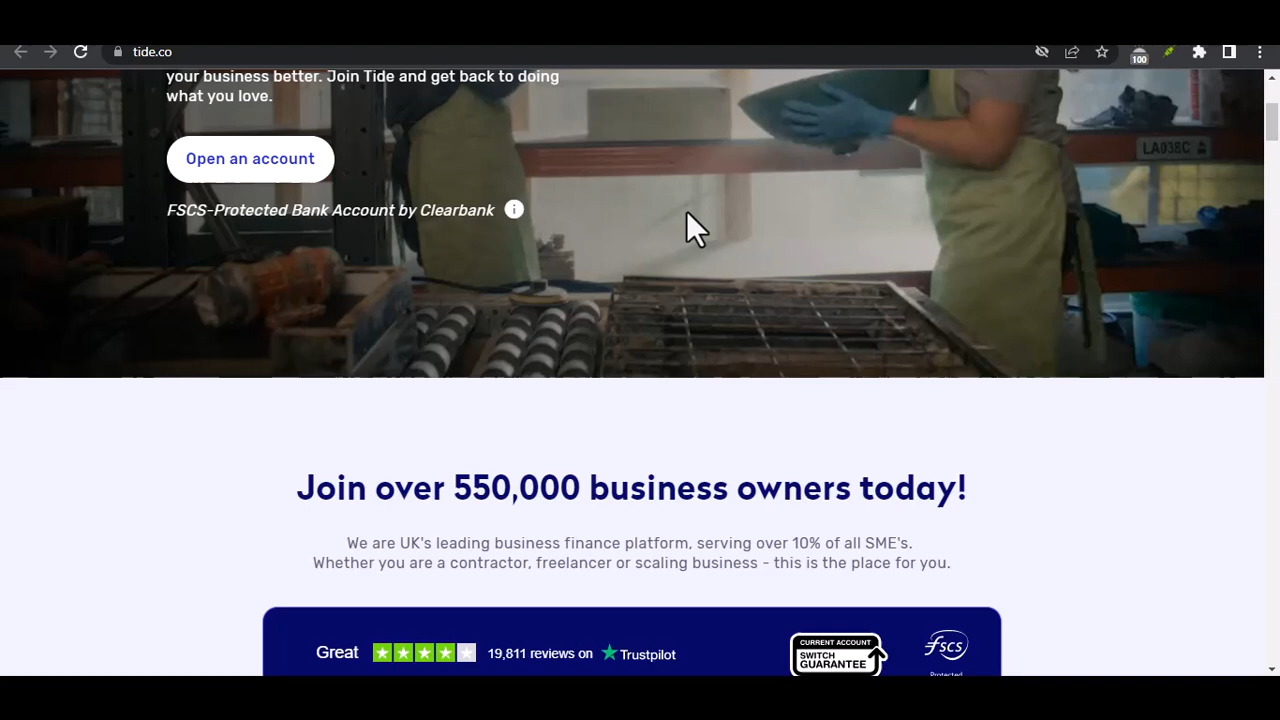 tide.co
100
your business better. Join Tide and get back to doing
what you love.
LA038C
Open an account
FSCS-Protected Bank Account by Clearbank
Join over 550,000 business owners today!
We are UK's leading business finance platform, serving over 10% of all SME's.
Whether you are a contractor, freelancer or scaling business - this is the place for you.
Great 19,811 reviews on Trustpilot
CURRENT ACCOUNT
SWITCH
GUARANTEE
fscs
Protected